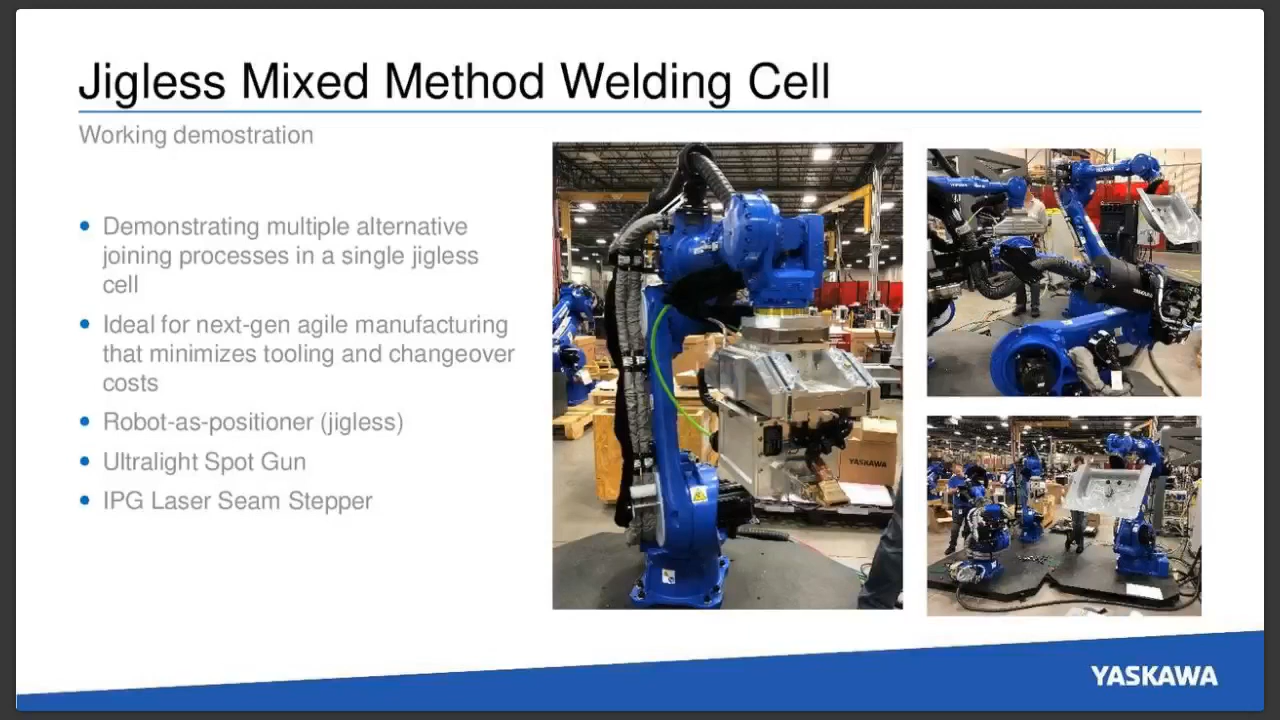 Jigless Mixed Method Welding Cell
Working demostration
Demonstrating multiple alternative
joining processes in a single jigless
cell
Ideal for next-gen agile manufacturing
that minimizes tooling and changeover
costs
Robot-as-positioner (jigless)
Ultralight Spot Gun
IPG Laser Seam Stepper
YASKAWA
YASKAWA